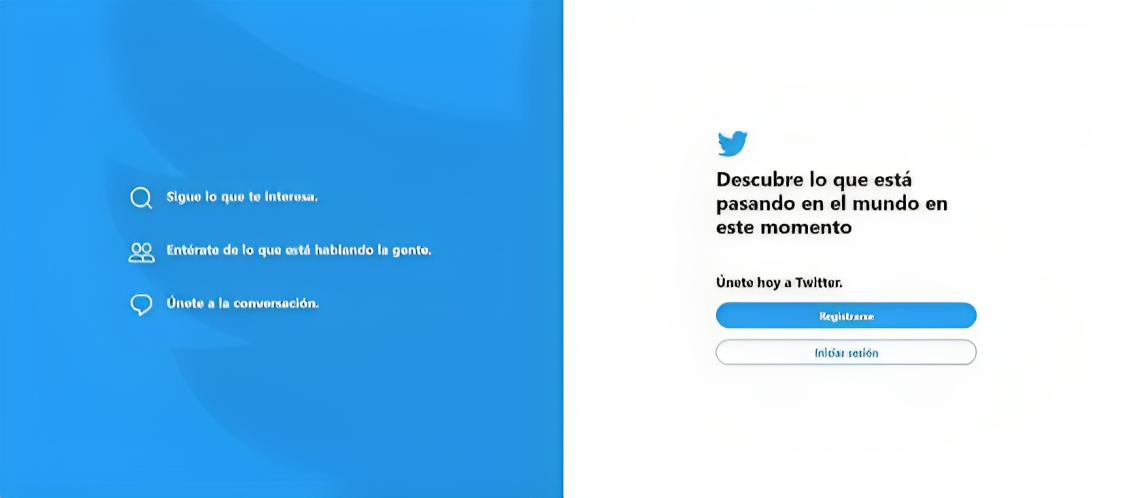 Sigue lo que te interesa.
Entérate de lo que está hablando la gente.
Únete a la conversación.
Descubre lo que está
pasando en el mundo en
este momento
Únete hoy a Twitter.
Registrarse
Iniciar sesión